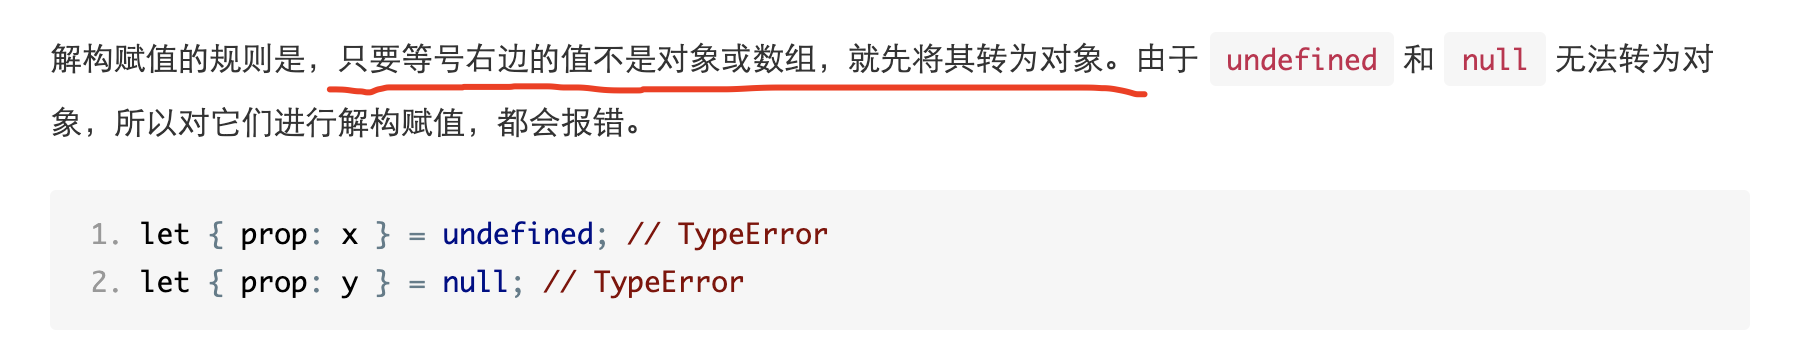 解构赋值的规则是，只要等号右边的值不是对象或数组，就先将其转为对象。由于 undefined 和 null 无法转为对
象，所以对它们进行解构赋值，都会报错。
1. let { prop: x } = undefined; // TypeError
2. let { prop: y } = null; // TypeError